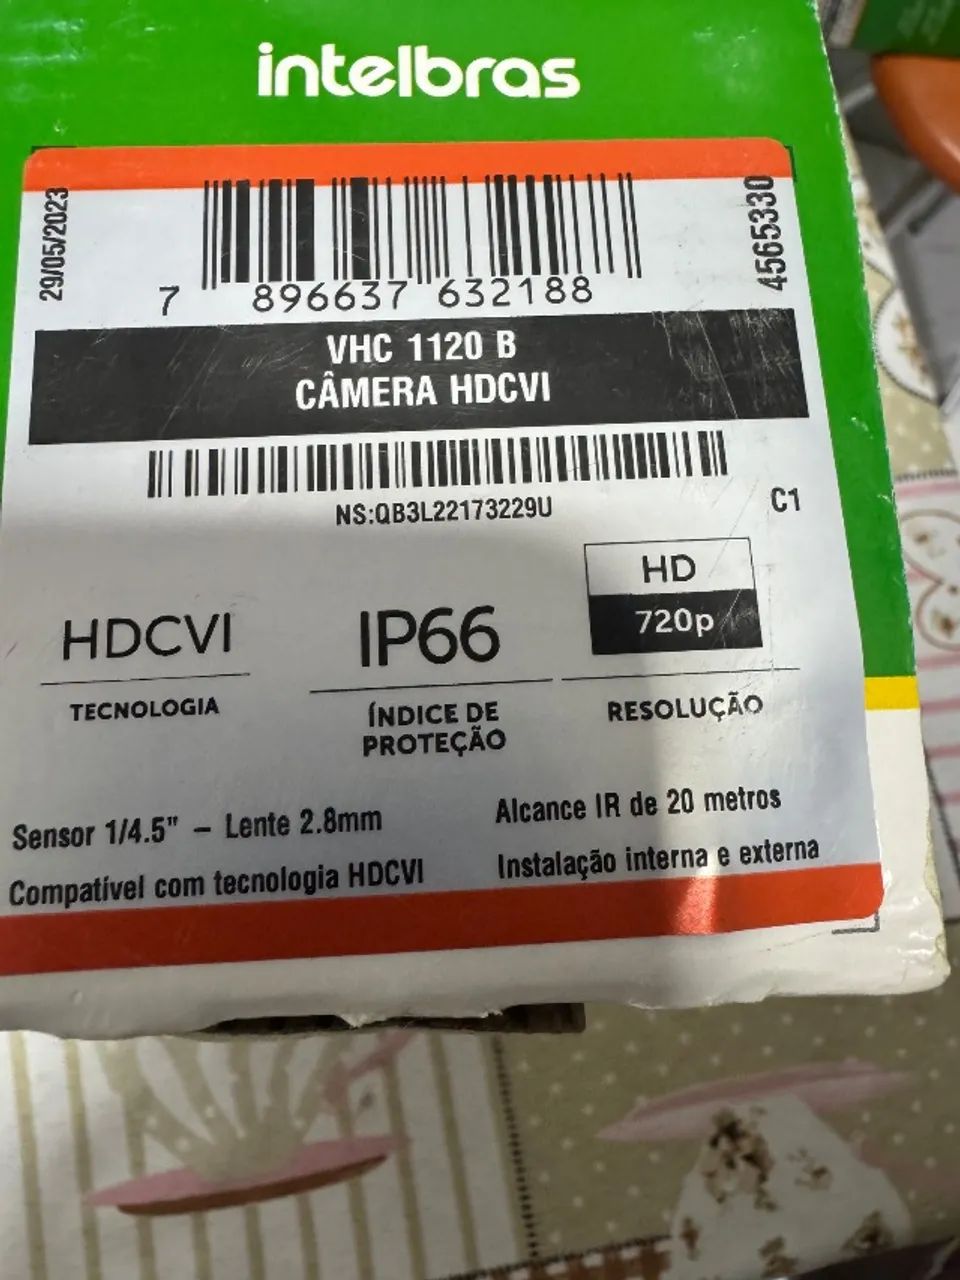 intelbras
29/05/2023
4565330
7 896637 632188
VHC 1120 B
CÂMERA HDCVI
NS:QB3L22173229U
C1
HDCVI
TECNOLOGIA
IP66
ÍNDICE DE
PROTEÇÃO
HD
720p
RESOLUÇÃO
Sensor 1/4.5" – Lente 2.8mm
Alcance IR de 20 metros
Compatível com tecnologia HDCVI
Instalação interna e externa